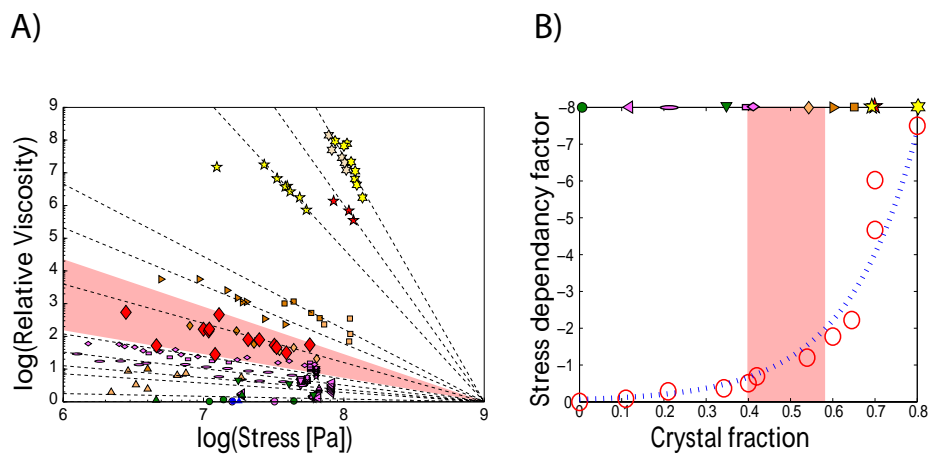 A)
B)
log(Relative Viscosity)
9
8
7
6
5
4
3
2
1
0
6 7 8 9
log(Stress [Pa])
Stress dependancy factor
-8
-7
-6
-5
-4
-2
-1
0
0 0.1 0.2 0.3 0.4 0.5 0.6 0.7 0.8
Crystal fraction